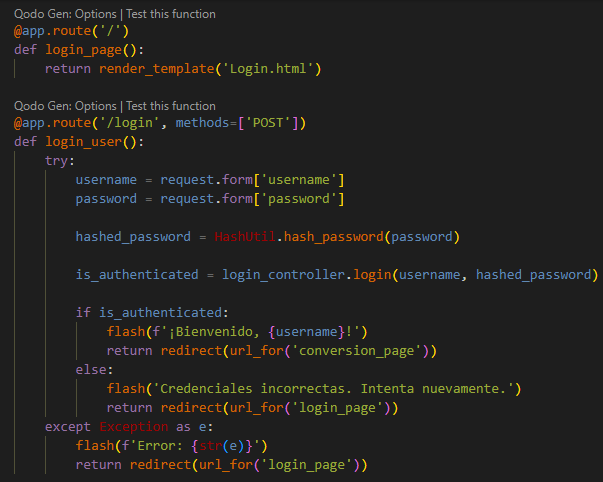 Qodo Gen: Options | Test this function
@app.route('/')
def login_page():
    return render_template('Login.html')
Qodo Gen: Options | Test this function
@app.route('/login', methods=['POST'])
def login_user():
    try:
        username = request.form['username']
        password = request.form['password']
        hashed_password = HashUtil.hash_password(password)
        is_authenticated = login_controller.login(username, hashed_password)
        if is_authenticated:
            flash(f'¡Bienvenido, {username}!')
            return redirect(url_for('conversion_page'))
        else:
            flash('Credenciales incorrectas. Intenta nuevamente.')
            return redirect(url_for('login_page'))
    except Exception as e:
        flash(f'Error: {str(e)}')
        return redirect(url_for('login_page'))